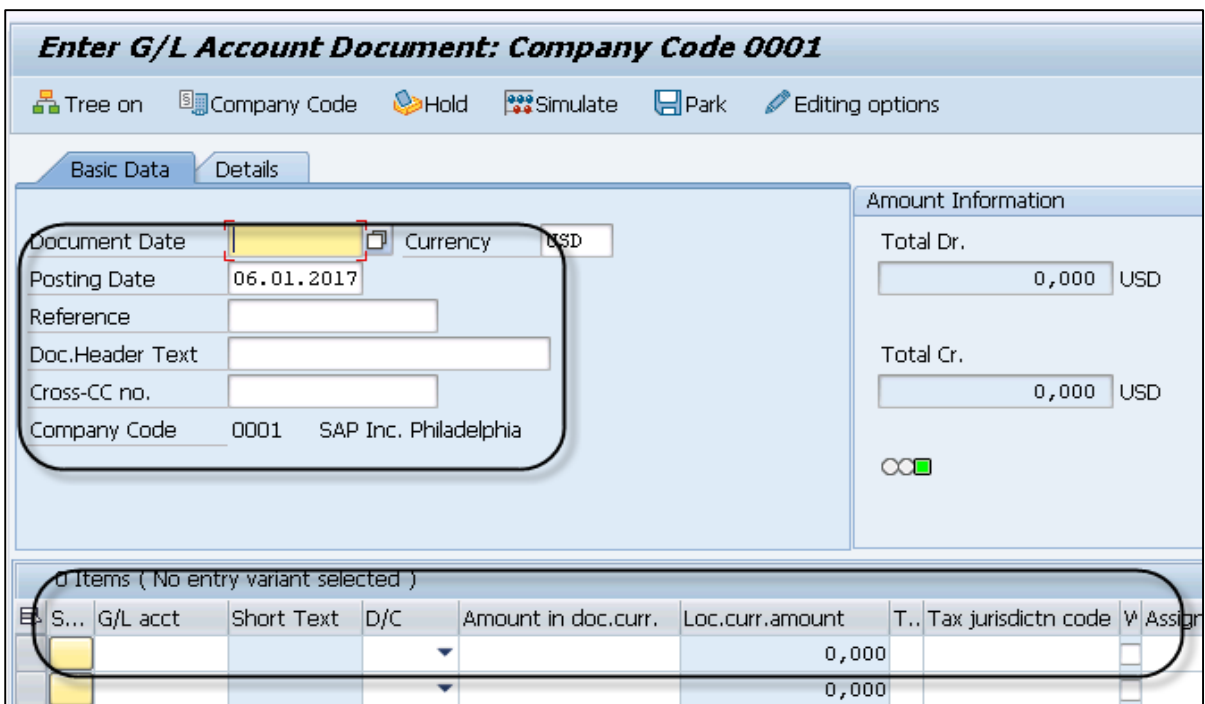 Enter G/L Account Document: Company Code 0001
Tree on Company Code Hold Simulate Park Editing options
Basic Data Details
Amount Information
Document Date Currency USD Total Dr.
Posting Date 06.01.2017 0,000 USD
Reference
Doc.Header Text Total Cr.
Cross-CC no. 0,000 USD
Company Code 0001 SAP Inc. Philadelphia
0 Items ( No entry variant selected )
S... G/L acct Short Text D/C Amount in doc.curr. Loc.curr.amount T.. Tax jurisdictn code V Assign
0,000
0,000